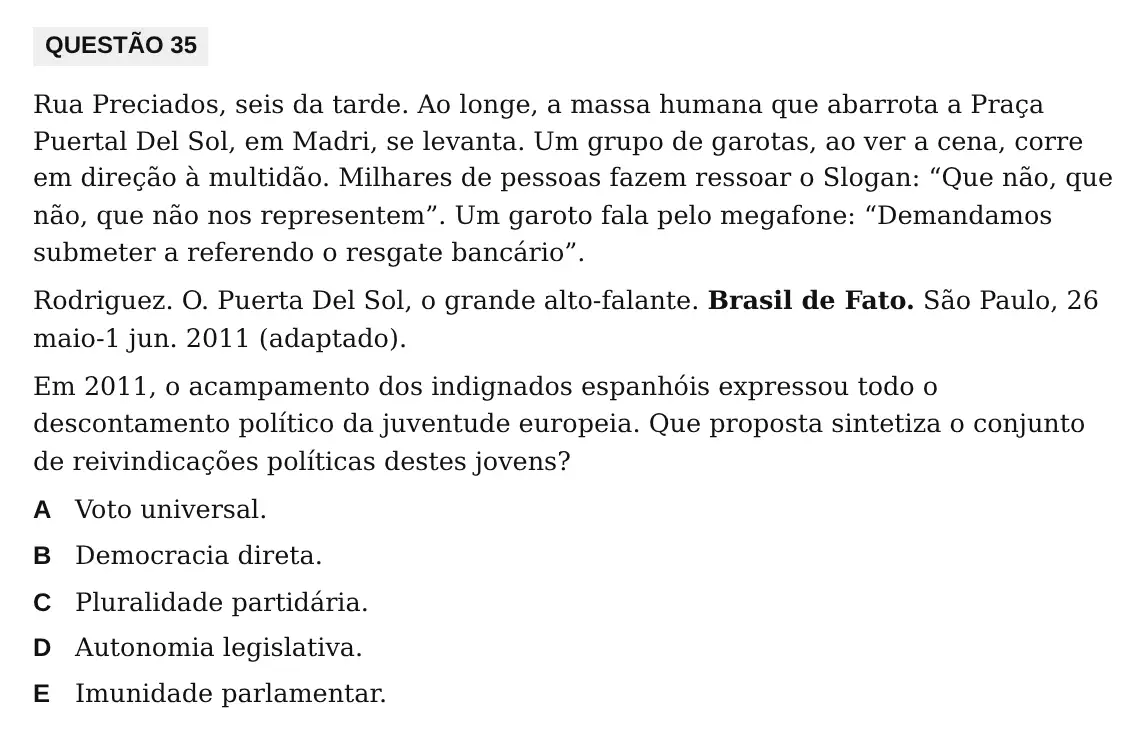 QUESTÃO 35
Rua Preciados, seis da tarde. Ao longe, a massa humana que abarrota a Praça
Puertal Del Sol, em Madri, se levanta. Um grupo de garotas, ao ver a cena, corre
em direção à multidão. Milhares de pessoas fazem ressoar o Slogan: “Que não, que
não, que não nos representem”. Um garoto fala pelo megafone: “Demandamos
submeter a referendo o resgate bancário”.
Rodriguez. O. Puerta Del Sol, o grande alto-falante. Brasil de Fato. São Paulo, 26
maio-1 jun. 2011 (adaptado).
Em 2011, o acampamento dos indignados espanhóis expressou todo o
descontamento político da juventude europeia. Que proposta sintetiza o conjunto
de reivindicações políticas destes jovens?
A Voto universal.
B Democracia direta.
C Pluralidade partidária.
D Autonomia legislativa.
E Imunidade parlamentar.